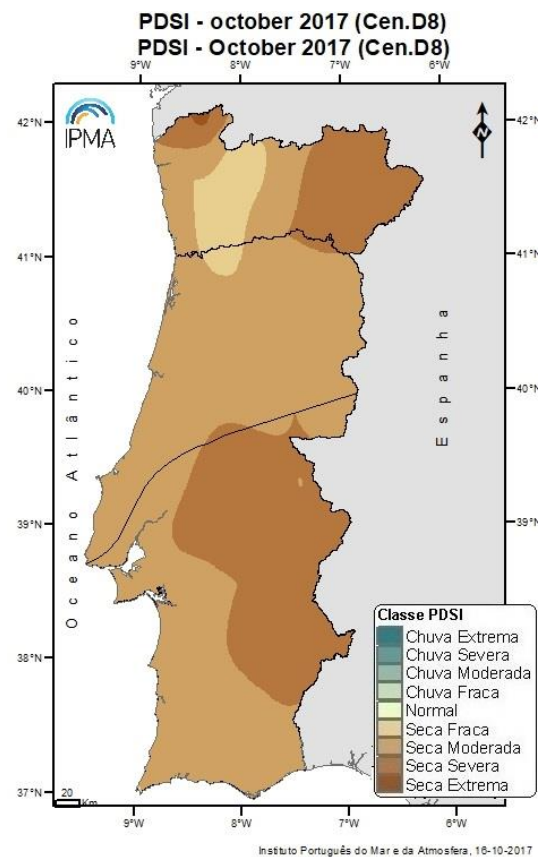 PDSI - october 2017 (Cen.D8)
PDSI - October 2017 (Cen.D8)
9°W 8°W 7°W 6°W
IPMA
N
42°N 42°N
41°N 41°N
40°N 40°N
39°N 39°N
38°N 38°N
37°N 37°N
Oceano Atlântico
Espanha
Classe PDSI
Chuva Extrema
Chuva Severa
Chuva Moderada
Chuva Fraca
Normal
Seca Fraca
Seca Moderada
Seca Severa
Seca Extrema
20
Km
9°W 8°W 7°W 6°W
Instituto Português do Mar e da Atmosfera, 16-10-2017